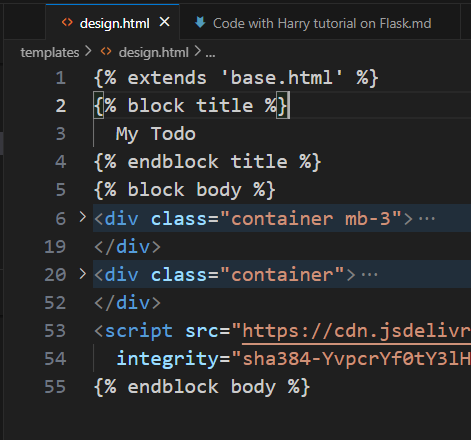 design.html × Code with Harry tutorial on Flask.md
templates > design.html > ...
1 {% extends 'base.html' %}
2 {% block title %}
3 My Todo
4 {% endblock title %}
5 {% block body %}
6 <div class="container mb-3">…
19 </div>
20 <div class="container">…
52 </div>
53 <script src="https://cdn.jsdelivr
54 integrity="sha384-YvpcrYf0tY3lH
55 {% endblock body %}